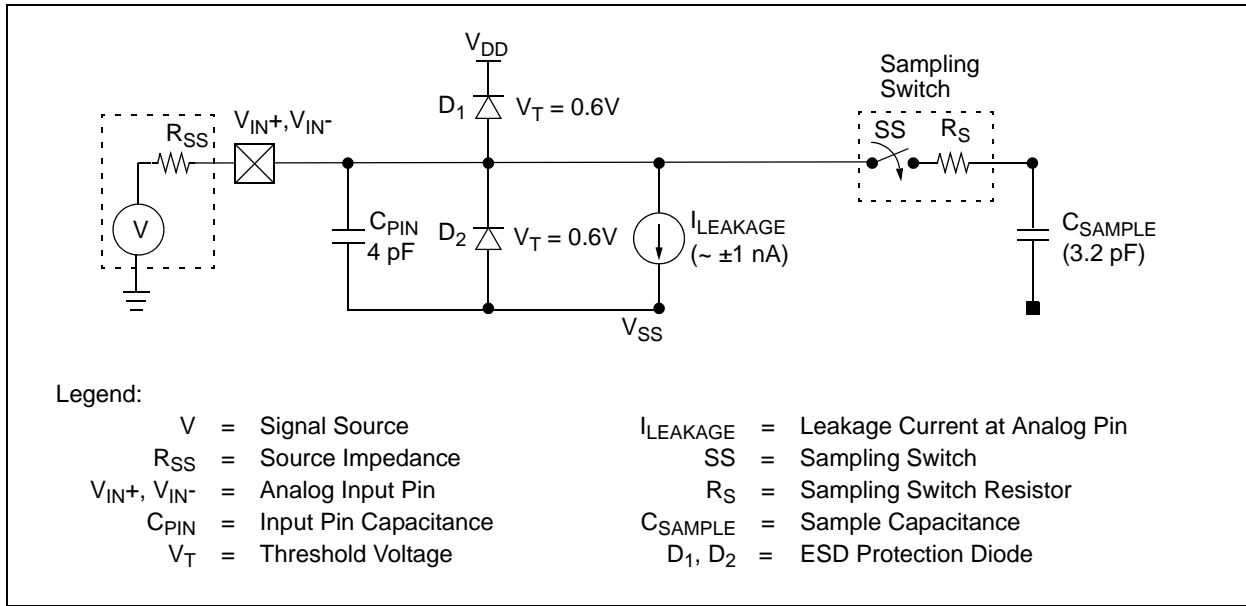 V_DD
Sampling
Switch
D_1 V_T = 0.6V
V_IN+,V_IN-
R_SS
SS R_S
V
C_PIN
4 pF
D_2 V_T = 0.6V
I_LEAKAGE
(~ ±1 nA)
C_SAMPLE
(3.2 pF)
V_SS
Legend:
V = Signal Source
R_SS = Source Impedance
V_IN+, V_IN- = Analog Input Pin
C_PIN = Input Pin Capacitance
V_T = Threshold Voltage
I_LEAKAGE = Leakage Current at Analog Pin
SS = Sampling Switch
R_S = Sampling Switch Resistor
C_SAMPLE = Sample Capacitance
D_1, D_2 = ESD Protection Diode